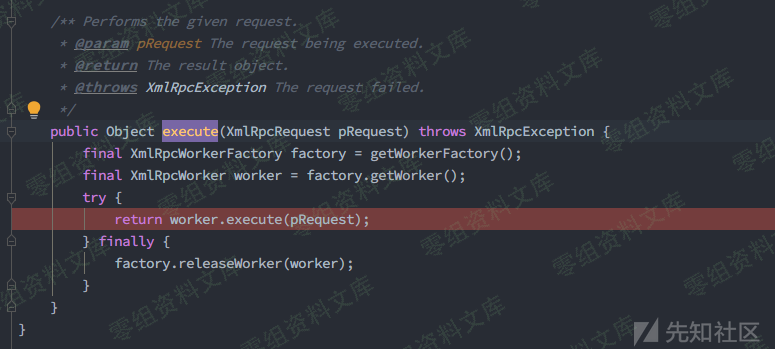 /** Performs the given request.
 * @param pRequest The request being executed.
 * @return The result object.
 * @throws XmlRpcException The request failed.
 */
public Object execute(XmlRpcRequest pRequest) throws XmlRpcException {
    final XmlRpcWorkerFactory factory = getWorkerFactory();
    final XmlRpcWorker worker = factory.getWorker();
    try {
        return worker.execute(pRequest);
    } finally {
        factory.releaseWorker(worker);
    }
}
}
零组资料文库
先知社区